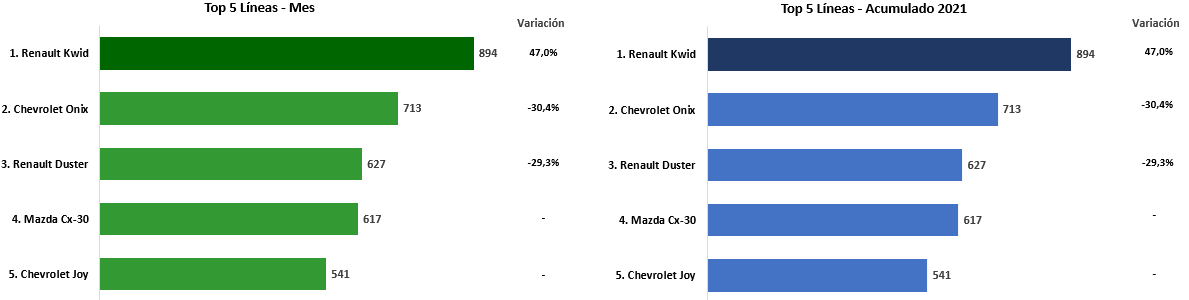 Top 5 Líneas - Mes
Variación
1. Renault Kwid 894 47,0%
2. Chevrolet Onix 713 -30,4%
3. Renault Duster 627 -29,3%
4. Mazda Cx-30 617 -
5. Chevrolet Joy 541 -
Top 5 Líneas - Acumulado 2021
Variación
1. Renault Kwid 894 47,0%
2. Chevrolet Onix 713 -30,4%
3. Renault Duster 627 -29,3%
4. Mazda Cx-30 617 -
5. Chevrolet Joy 541 -